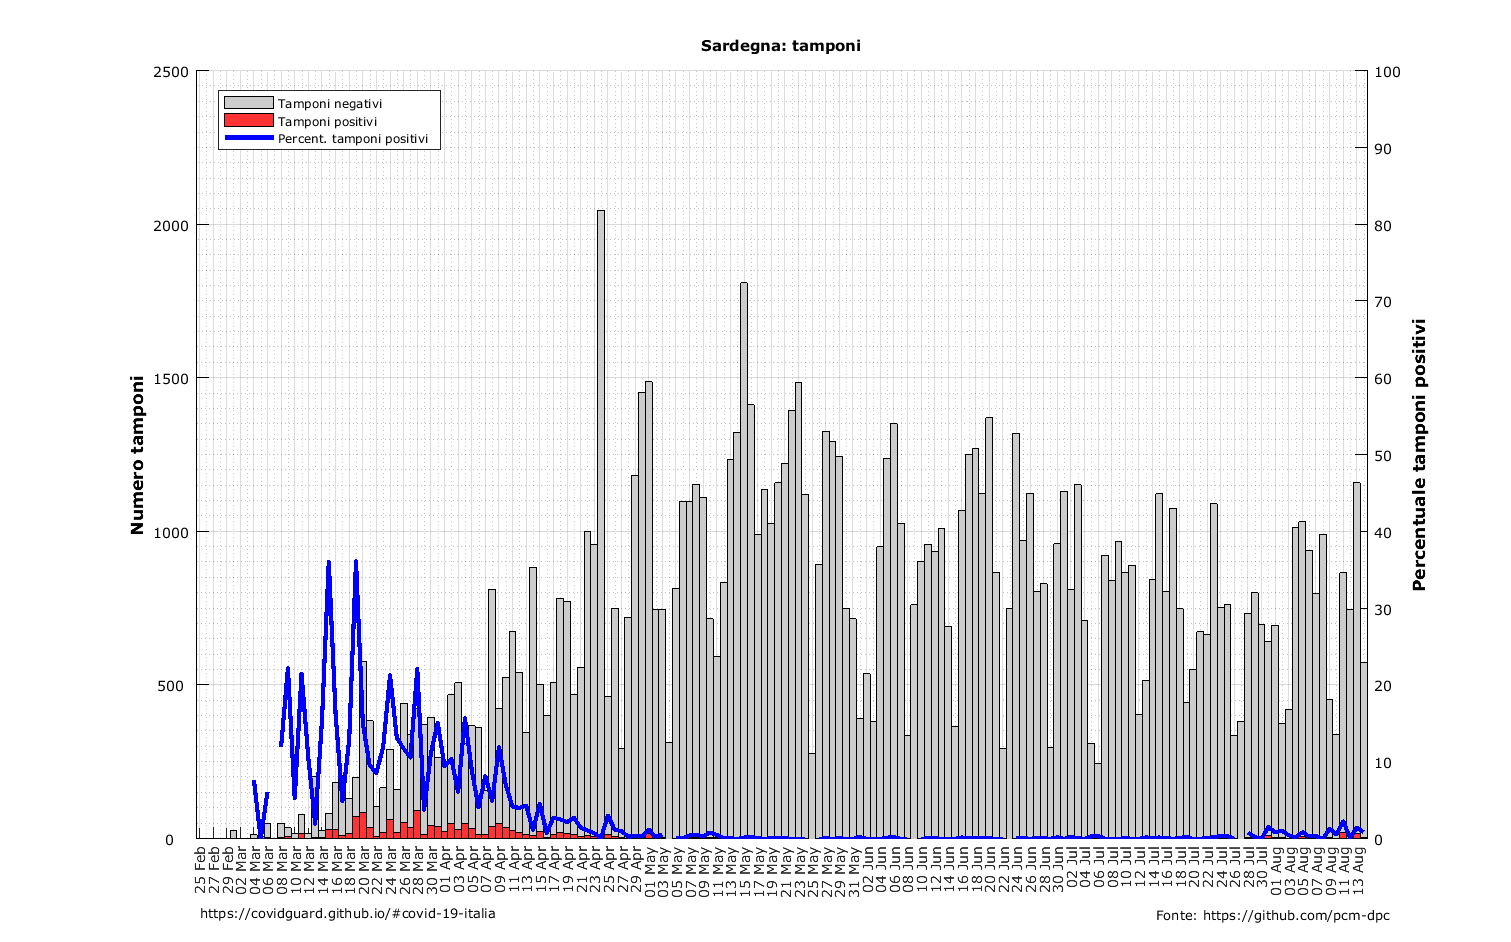 Sardegna: tamponi
2500
2000
1500
1000
500
0
Numero tamponi
Tamponi negativi
Tamponi positivi
Percent. tamponi positivi
100
90
80
70
60
50
40
30
20
10
0
Percentuale tamponi positivi
25 Feb
27 Feb
29 Feb
02 Mar
04 Mar
06 Mar
08 Mar
10 Mar
12 Mar
14 Mar
16 Mar
18 Mar
20 Mar
22 Mar
24 Mar
26 Mar
28 Mar
30 Mar
01 Apr
03 Apr
05 Apr
07 Apr
09 Apr
11 Apr
13 Apr
15 Apr
17 Apr
19 Apr
21 Apr
23 Apr
25 Apr
27 Apr
29 Apr
01 May
03 May
05 May
07 May
09 May
11 May
13 May
15 May
17 May
19 May
21 May
23 May
25 May
27 May
29 May
31 May
02 Jun
04 Jun
06 Jun
08 Jun
10 Jun
12 Jun
14 Jun
16 Jun
18 Jun
20 Jun
22 Jun
24 Jun
26 Jun
28 Jun
30 Jun
02 Jul
04 Jul
06 Jul
08 Jul
10 Jul
12 Jul
14 Jul
16 Jul
18 Jul
20 Jul
22 Jul
24 Jul
26 Jul
28 Jul
30 Jul
01 Aug
03 Aug
05 Aug
07 Aug
09 Aug
11 Aug
13 Aug
https://covidguard.github.io/#covid-19-italia
Fonte: https://github.com/pcm-dpc